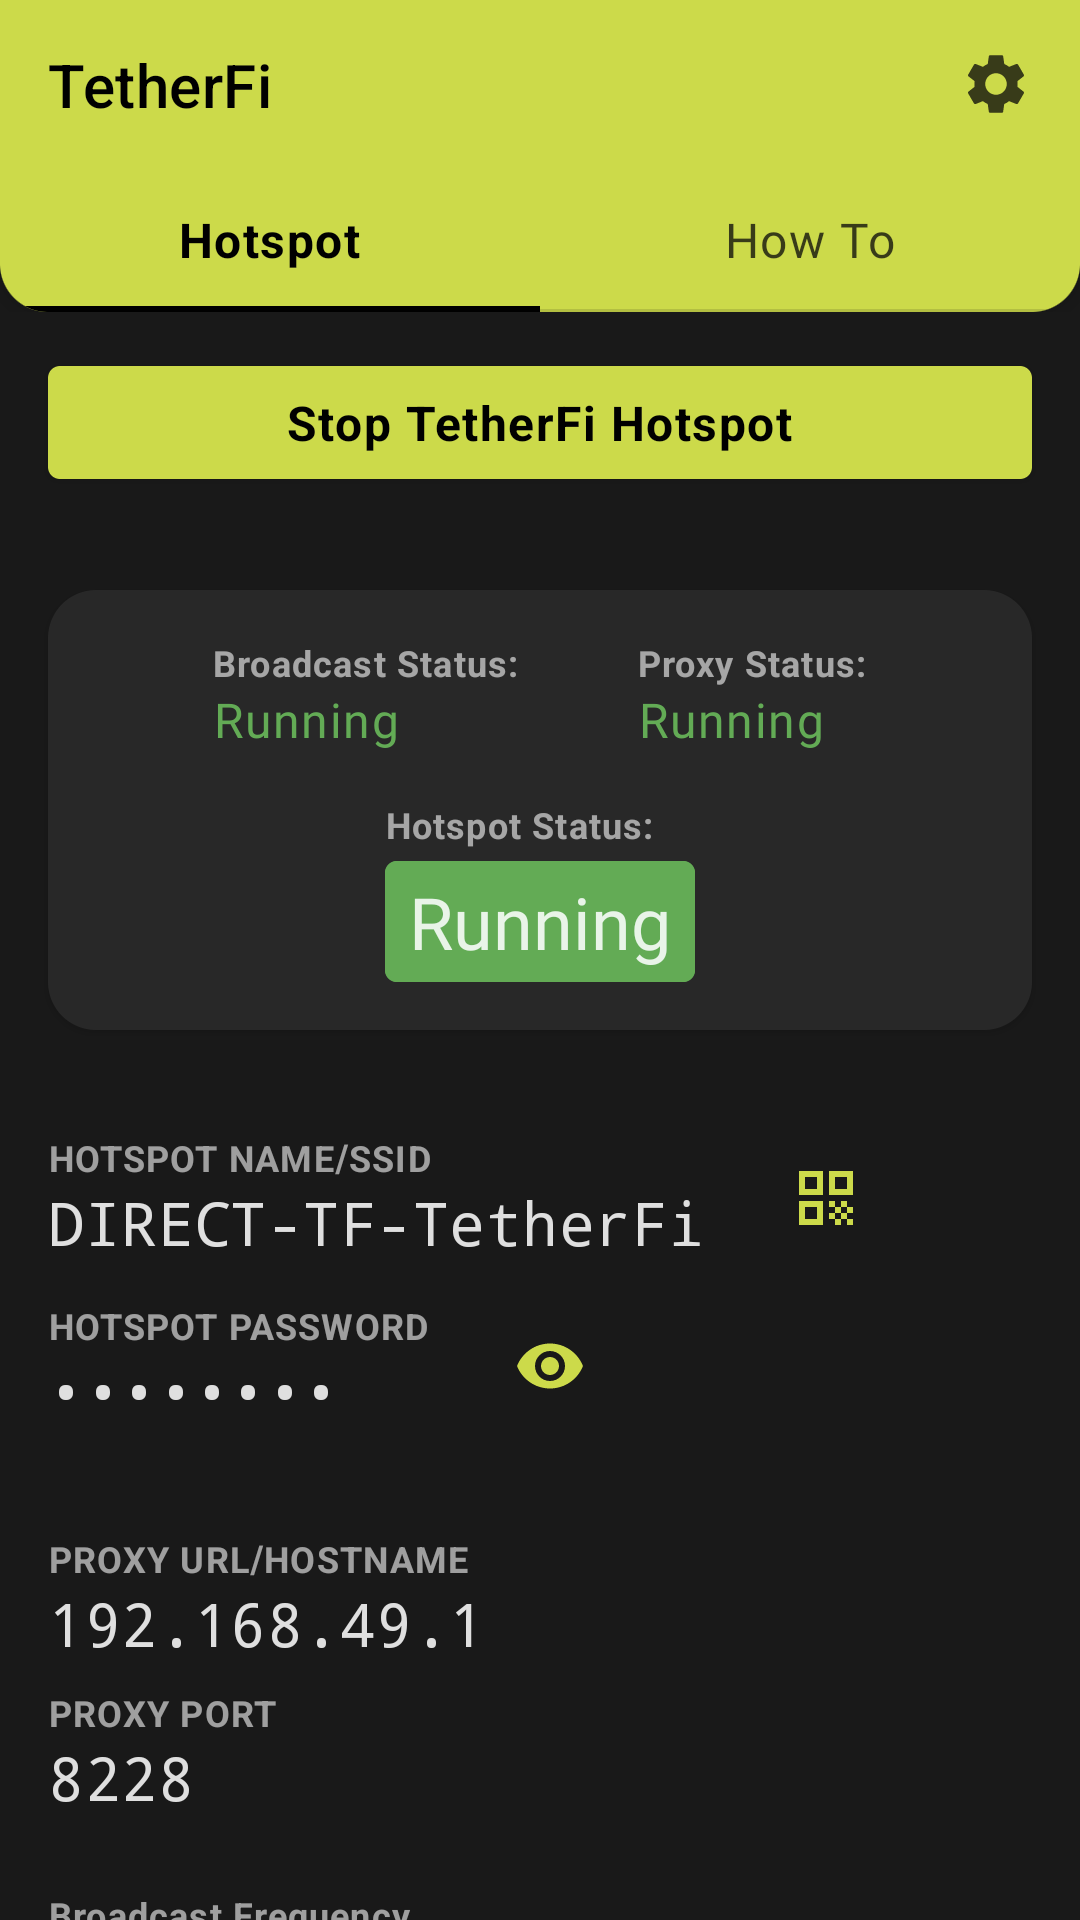 TetherFi
Hotspot
How To
Stop TetherFi Hotspot
Broadcast Status:
Running
Proxy Status:
Running
Hotspot Status:
Running
HOTSPOT NAME/SSID
DIRECT-TF-TetherFi
HOTSPOT PASSWORD
••••••••
PROXY URL/HOSTNAME
192.168.49.1
PROXY PORT
8228
Broadcast Frequency